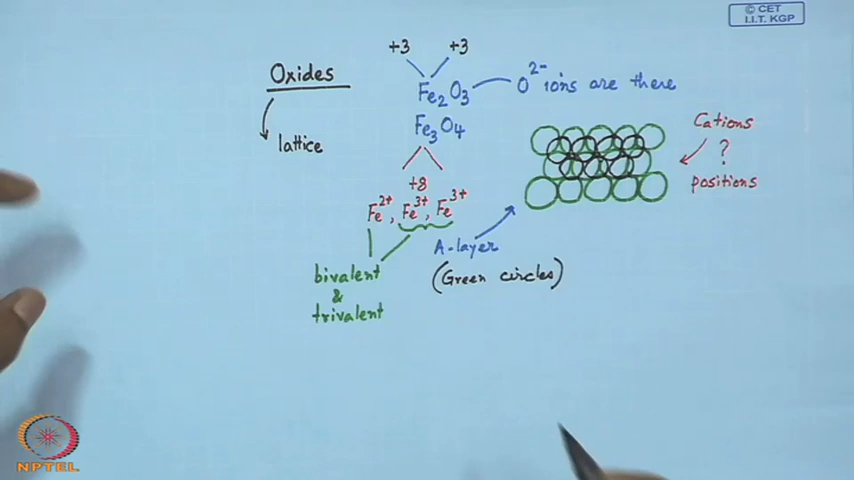 © CET
I.I.T. KGP
+3 +3
Oxides
Fe2O3 O2- ions are there
Fe3O4
lattice
Cations
?
positions
+8
Fe2+, Fe3+, Fe3+
A-layer
(Green circles)
bivalent
&
trivalent
NPTEL